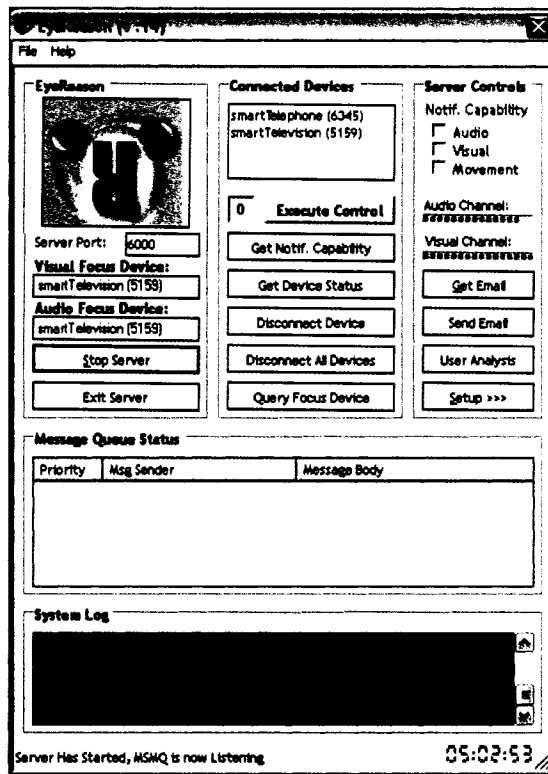 EyeReason
File Help
EyeReason
Server Port: 6000
Visual Focus Device:
smartTelevision (5159)
Audio Focus Device:
smartTelevision (5159)
Stop Server
Exit Server
Connected Devices
smartTelephone (6345)
smartTelevision (5159)
0 Execute Control
Get Notif. Capability
Get Device Status
Disconnect Device
Disconnect All Devices
Query Focus Device
Server Controls
Notif. Capability
Audio
Visual
Movement
Audio Channel:
Visual Channel:
Get Email
Send Email
User Analysis
Setup >>>
Message Queue Status
Priority Msg Sender Message Body
System Log
Server Has Started, MSMQ is now Listening 05:02:53